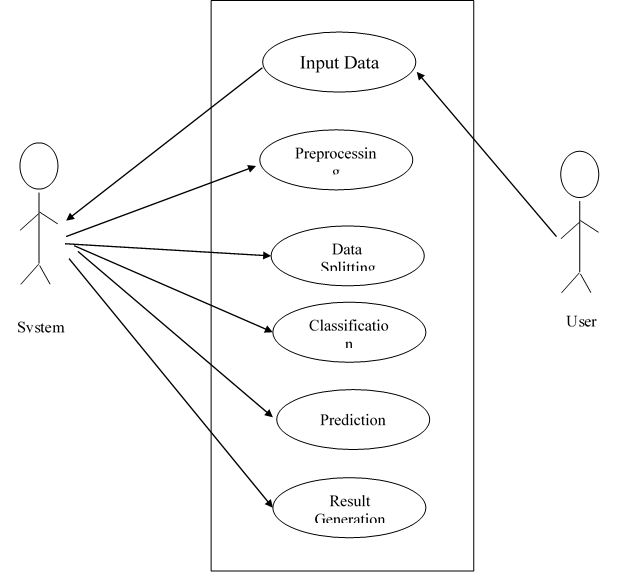 Input Data
Preprocessin
g
Data
Splitting
Classificatio
n
Prediction
Result
Generation
System
User